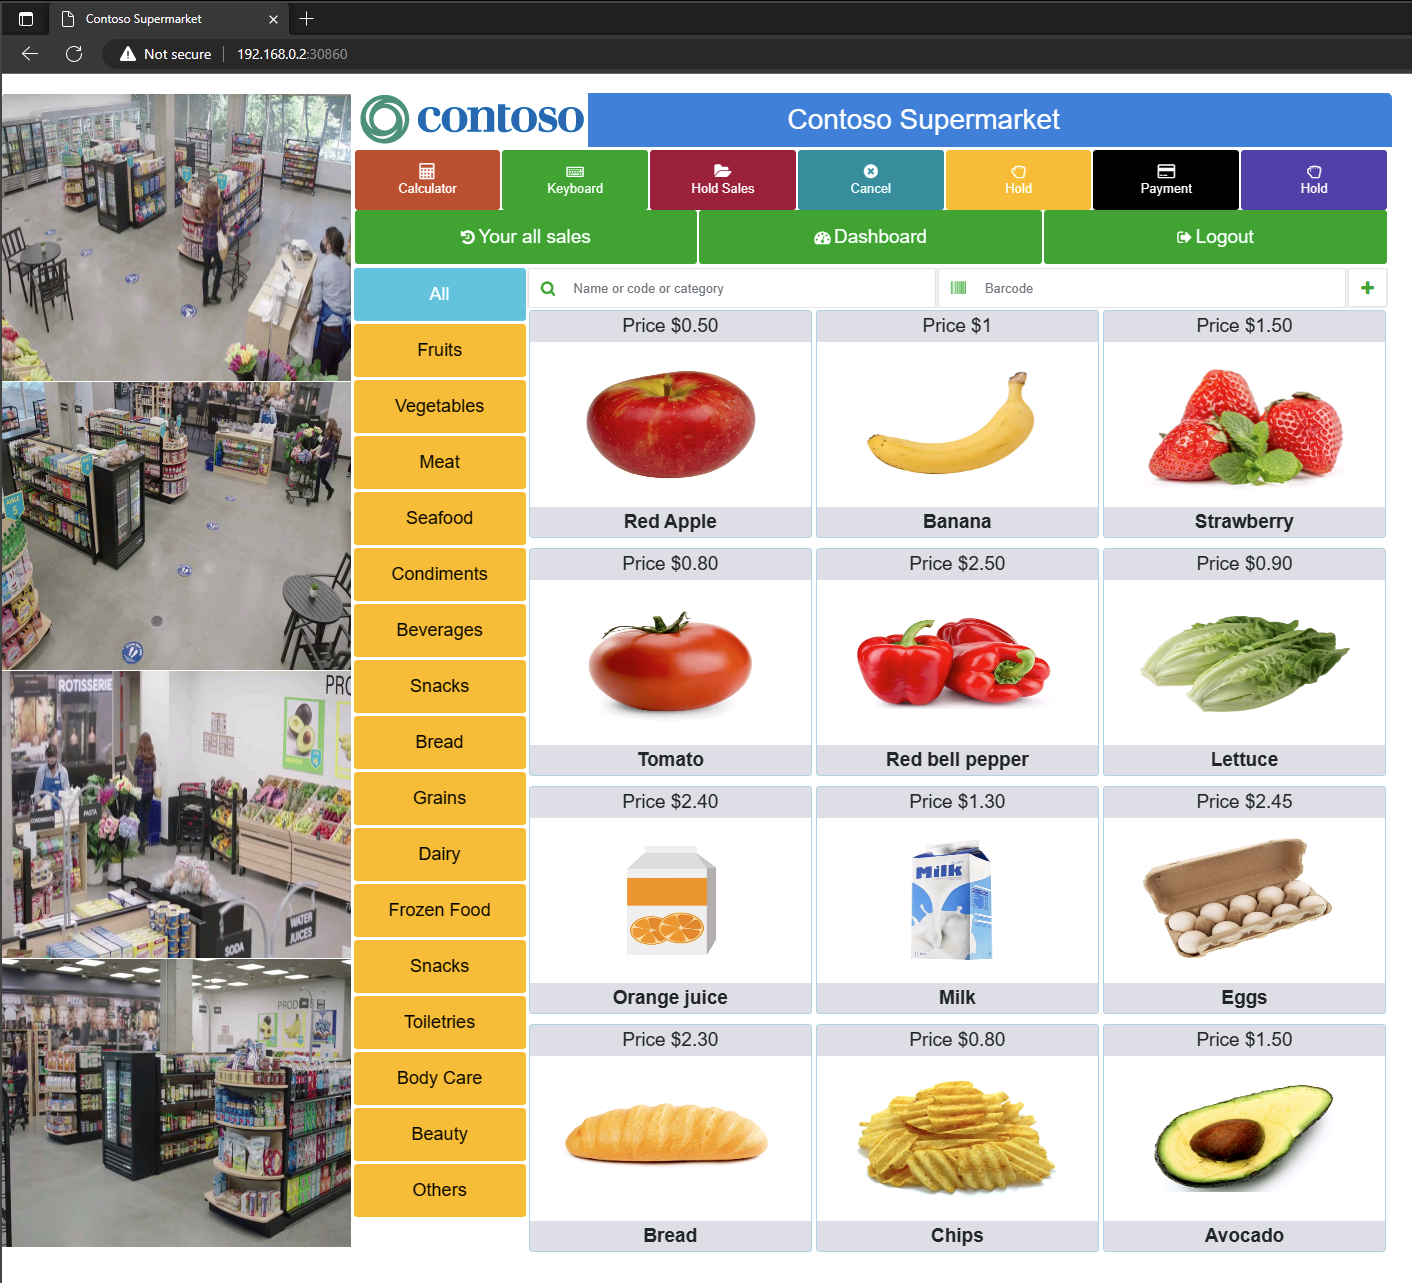 Contoso Supermarket
Not secure
192.168.0.2:30860
contoso
Contoso Supermarket
Calculator
Keyboard
Hold Sales
Cancel
Hold
Payment
Hold
Your all sales
Dashboard
Logout
All
Fruits
Vegetables
Meat
Seafood
Condiments
Beverages
Snacks
Bread
Grains
Dairy
Frozen Food
Snacks
Toiletries
Body Care
Beauty
Others
Name or code or category
Barcode
Price $0.50
Red Apple
Price $1
Banana
Price $1.50
Strawberry
Price $0.80
Tomato
Price $2.50
Red bell pepper
Price $0.90
Lettuce
Price $2.40
Orange juice
Price $1.30
Milk
Milk
Price $2.45
Eggs
Price $2.30
Bread
Price $0.80
Chips
Price $1.50
Avocado
AISLE
5
ROTISSERIE
CONDIMENTS
PASTA
SODA
WATER
JUICES
PIZZA